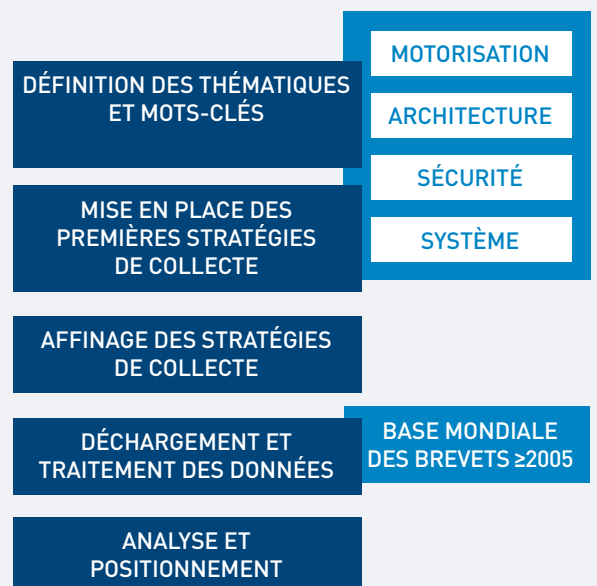 DÉFINITION DES THÉMATIQUES
ET MOTS-CLÉS
MOTORISATION
ARCHITECTURE
SÉCURITÉ
SYSTÈME
MISE EN PLACE DES
PREMIÈRES STRATÉGIES
DE COLLECTE
AFFINAGE DES STRATÉGIES
DE COLLECTE
DÉCHARGEMENT ET
TRAITEMENT DES DONNÉES
BASE MONDIALE
DES BREVETS ≥2005
ANALYSE ET
POSITIONNEMENT